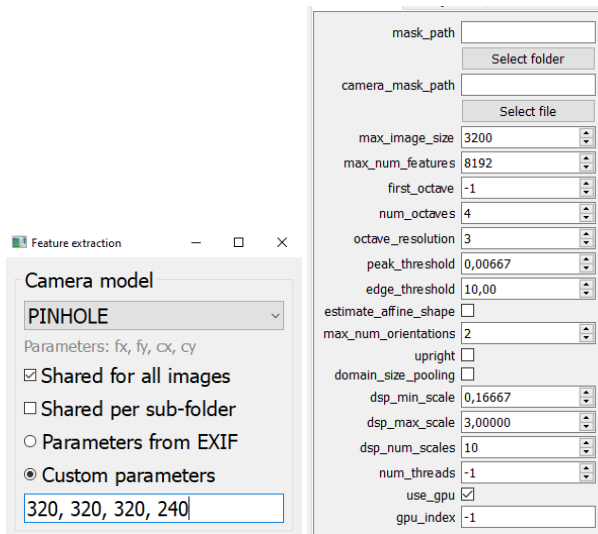 Feature extraction
Camera model
PINHOLE
Parameters: fx, fy, cx, cy
Shared for all images
Shared per sub-folder
Parameters from EXIF
Custom parameters
320, 320, 320, 240
mask_path
Select folder
camera_mask_path
Select file
max_image_size 3200
max_num_features 8192
first_octave -1
num_octaves 4
octave_resolution 3
peak_threshold 0,00667
edge_threshold 10,00
estimate_affine_shape
max_num_orientations 2
upright
domain_size_pooling
dsp_min_scale 0,16667
dsp_max_scale 3,00000
dsp_num_scales 10
num_threads -1
use_gpu
gpu_index -1